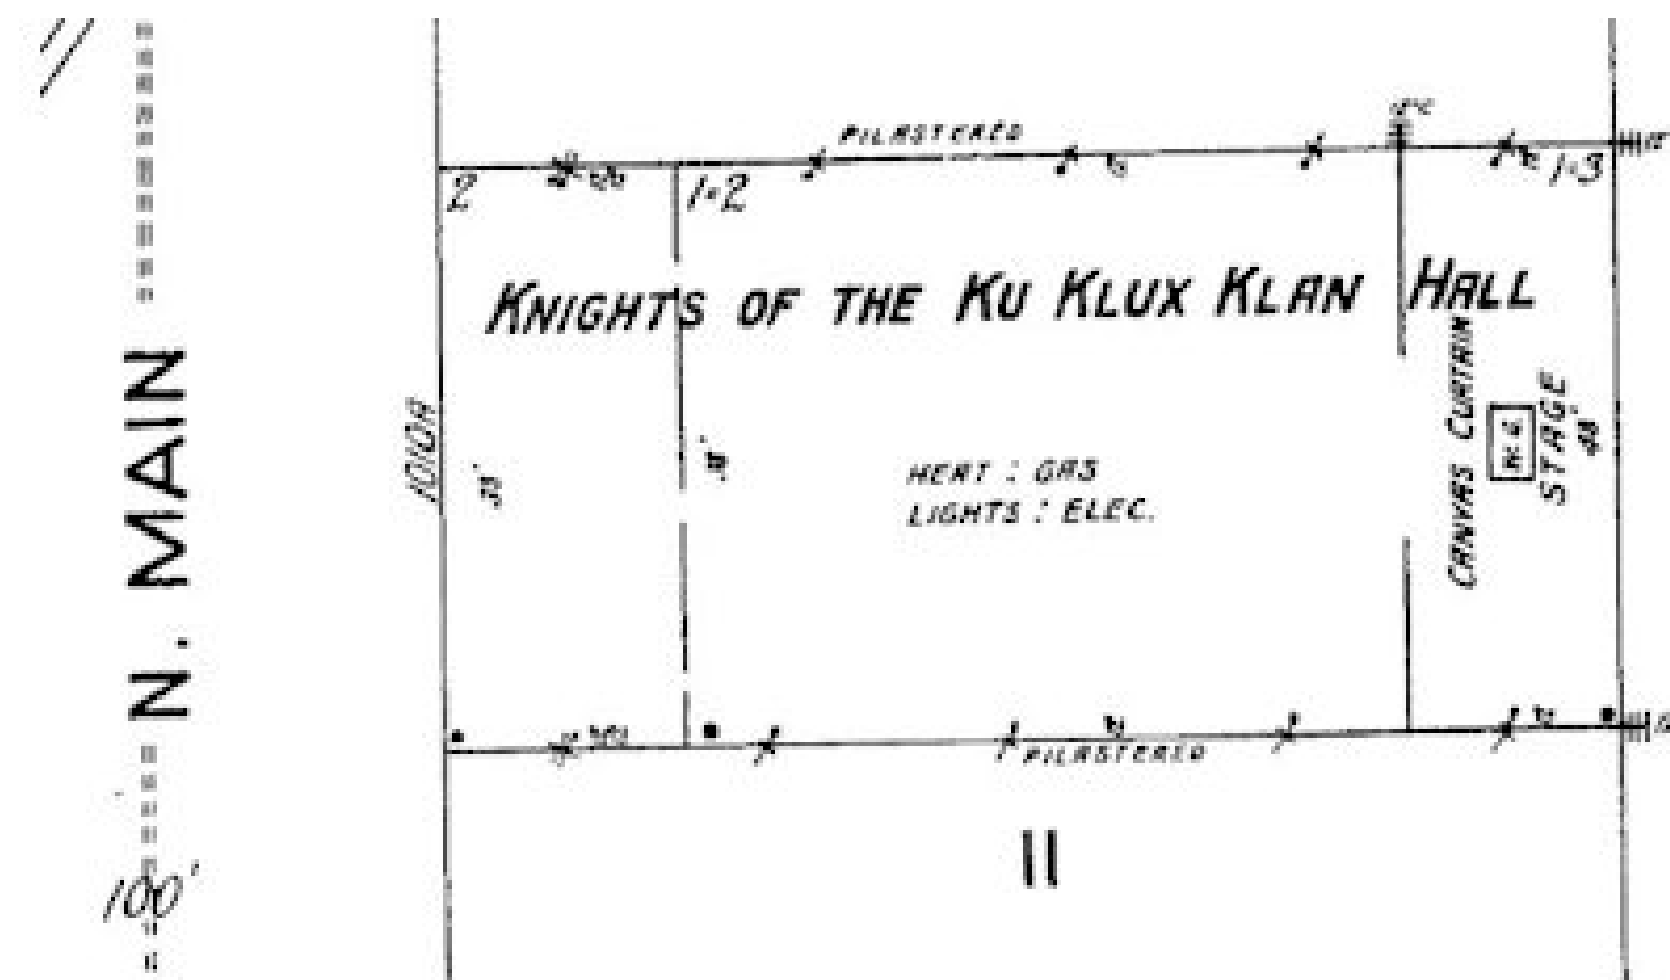 PILASTERED
2
1=2
1=3
KNIGHTS OF THE KU KLUX KLAN HALL
N. MAIN
HEAT : GAS
LIGHTS : ELEC.
CANVAS CURTAIN
STAGE
PILASTERED
11
100'